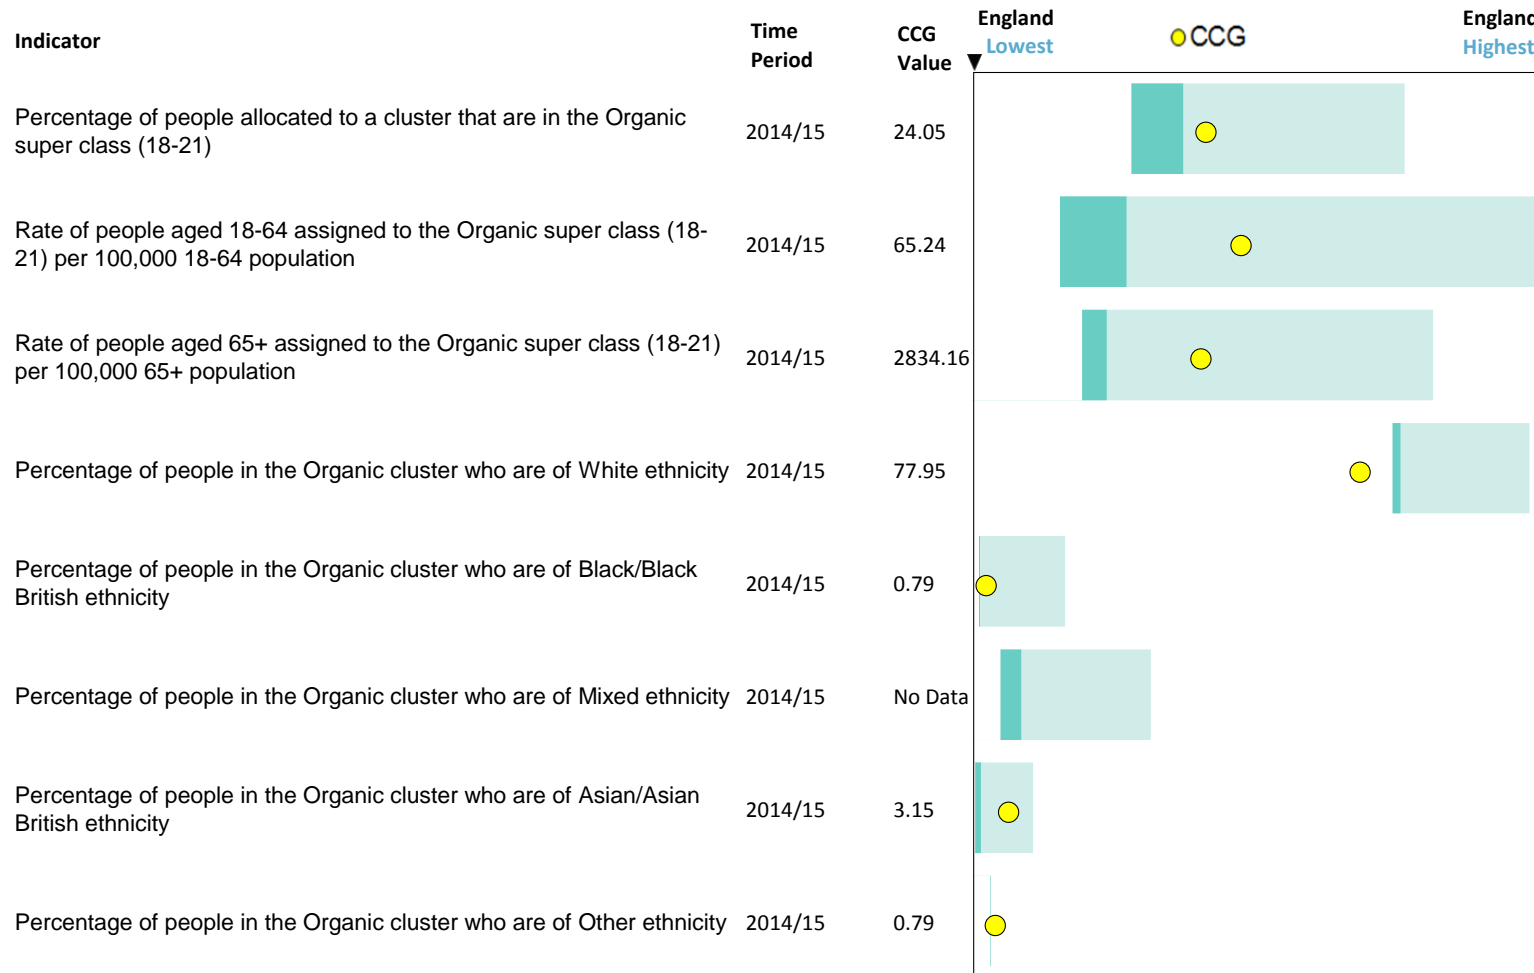 Indicator
Time
Period
CCG
Value
England
Lowest
CCG
England
Highest
Percentage of people allocated to a cluster that are in the Organic
super class (18-21)
2014/15
24.05
Rate of people aged 18-64 assigned to the Organic super class (18-
21) per 100,000 18-64 population
2014/15
65.24
Rate of people aged 65+ assigned to the Organic super class (18-21)
per 100,000 65+ population
2014/15
2834.16
Percentage of people in the Organic cluster who are of White ethnicity
2014/15
77.95
Percentage of people in the Organic cluster who are of Black/Black
British ethnicity
2014/15
0.79
Percentage of people in the Organic cluster who are of Mixed ethnicity
2014/15
No Data
Percentage of people in the Organic cluster who are of Asian/Asian
British ethnicity
2014/15
3.15
Percentage of people in the Organic cluster who are of Other ethnicity
2014/15
0.79